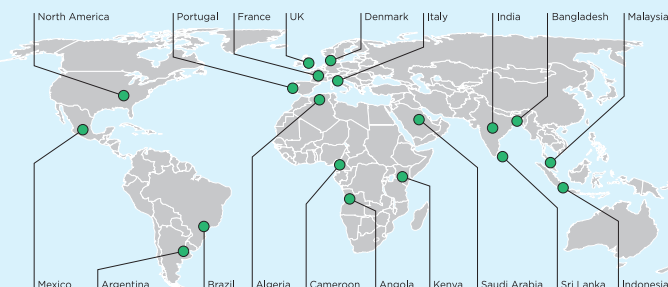 North America
Portugal
France
UK
Denmark
Italy
India
Bangladesh
Malaysia
Mexico
Argentina
Brazil
Algeria
Cameroon
Angola
Kenya
Saudi Arabia
Sri Lanka
Indonesia